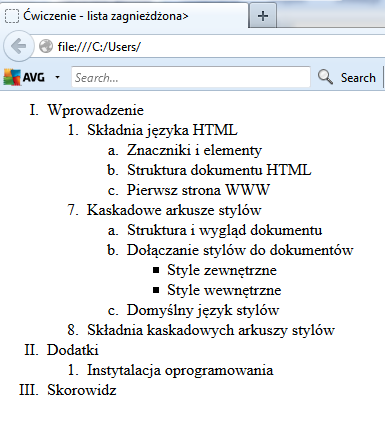 Ćwiczenie - lista zagnieżdżona>
file:///C:/Users/
AVG Search... Search
I. Wprowadzenie
1. Składnia języka HTML
a. Znaczniki i elementy
b. Struktura dokumentu HTML
c. Pierwsz strona WWW
7. Kaskadowe arkusze stylów
a. Struktura i wygląd dokumentu
b. Dołączanie stylów do dokumentów
▪ Style zewnętrzne
▪ Style wewnętrzne
c. Domyślny język stylów
8. Składnia kaskadowych arkuszy stylów
II. Dodatki
1. Instytalacja oprogramowania
III. Skorowidz